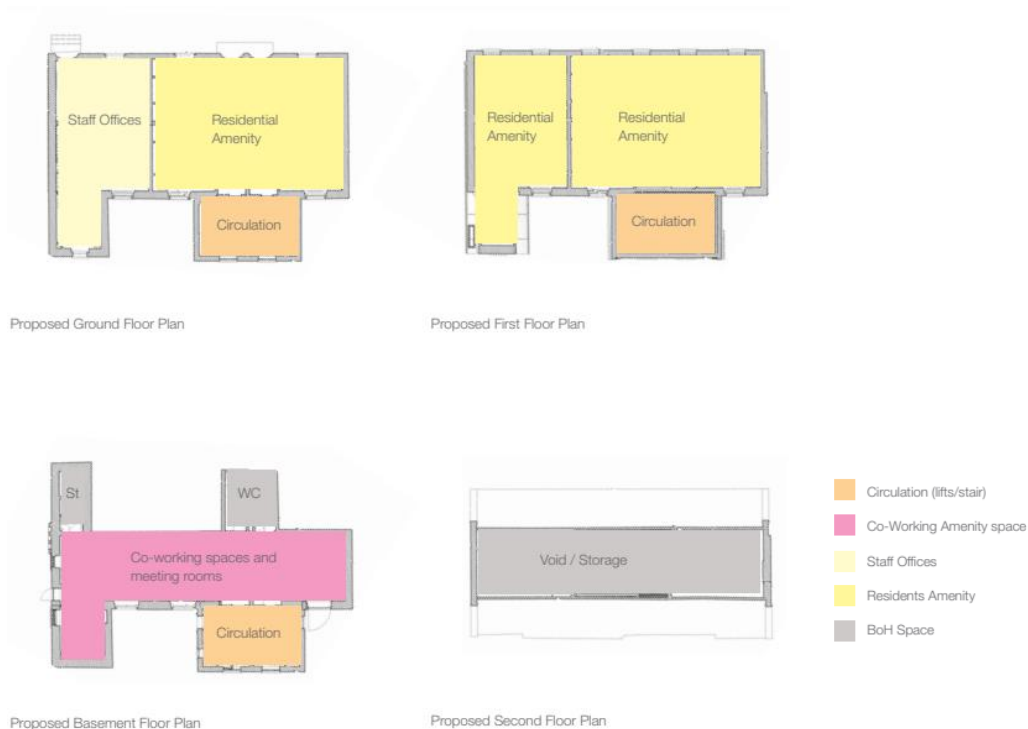 Staff Offices
Residential
Amenity
Circulation
Proposed Ground Floor Plan
Residential
Amenity
Residential
Amenity
Circulation
Proposed First Floor Plan
St
WC
Co-working spaces and
meeting rooms
Circulation
Proposed Basement Floor Plan
Void / Storage
Proposed Second Floor Plan
Circulation (lifts/stair)
Co-Working Amenity space
Staff Offices
Residents Amenity
BoH Space